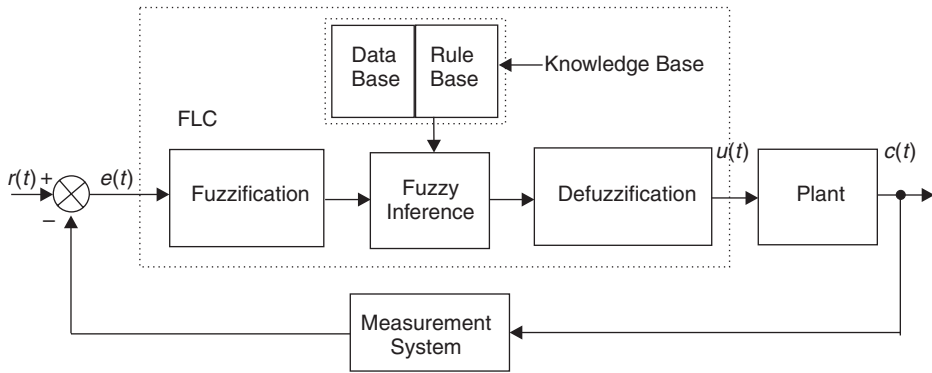 Data
Base
Rule
Base
Knowledge Base
FLC
r(t) +
−
e(t)
Fuzzification
Fuzzy
Inference
Defuzzification
u(t)
Plant
c(t)
Measurement
System